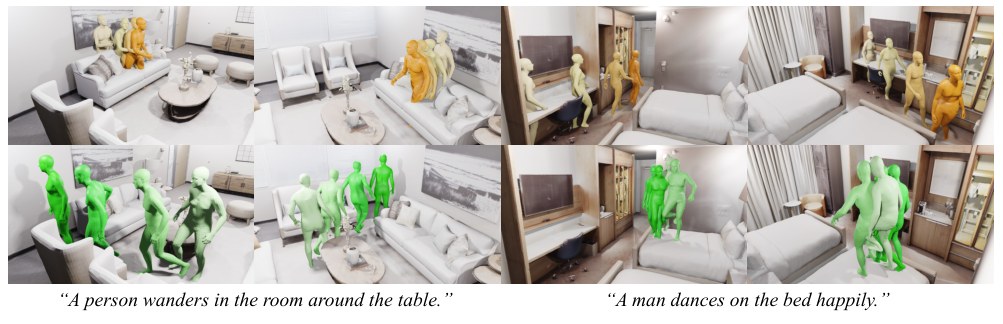 “A person wanders in the room around the table.”
“A man dances on the bed happily.”